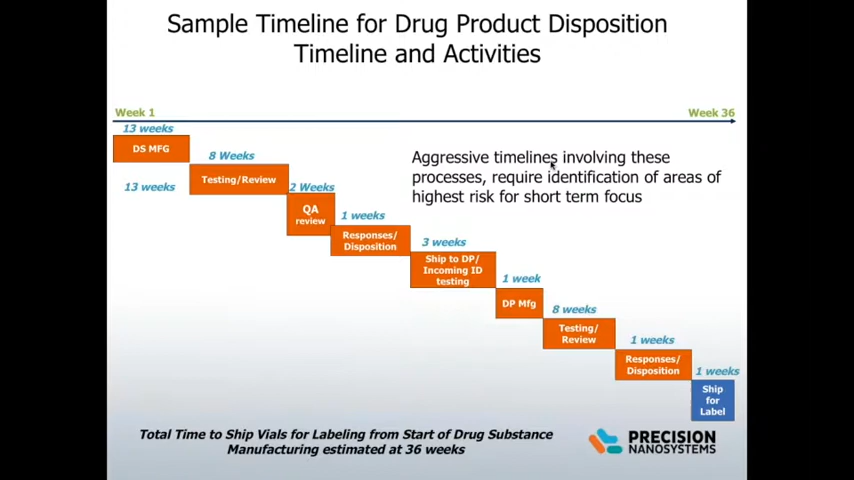 Sample Timeline for Drug Product Disposition
Timeline and Activities
Week 1
Week 36
13 weeks
DS MFG
8 Weeks
Testing/Review
13 weeks
2 Weeks
QA
review
1 weeks
Responses/
Disposition
3 weeks
Ship to DP/
Incoming ID
testing
1 week
DP Mfg
8 weeks
Testing/
Review
1 weeks
Responses/
Disposition
1 weeks
Ship
for
Label
Aggressive timelines involving these
processes, require identification of areas of
highest risk for short term focus
Total Time to Ship Vials for Labeling from Start of Drug Substance
Manufacturing estimated at 36 weeks
PRECISION
NANOSYSTEMS